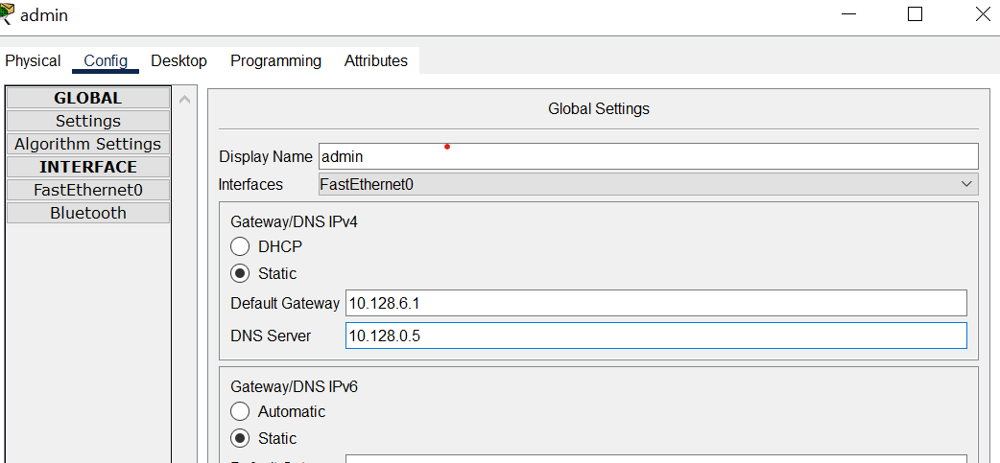 admin
Physical Config Desktop Programming Attributes
GLOBAL
Settings
Algorithm Settings
INTERFACE
FastEthernet0
Bluetooth
Global Settings
Display Name admin
Interfaces FastEthernet0
Gateway/DNS IPv4
DHCP
Static
Default Gateway 10.128.6.1
DNS Server 10.128.0.5
Gateway/DNS IPv6
Automatic
Static